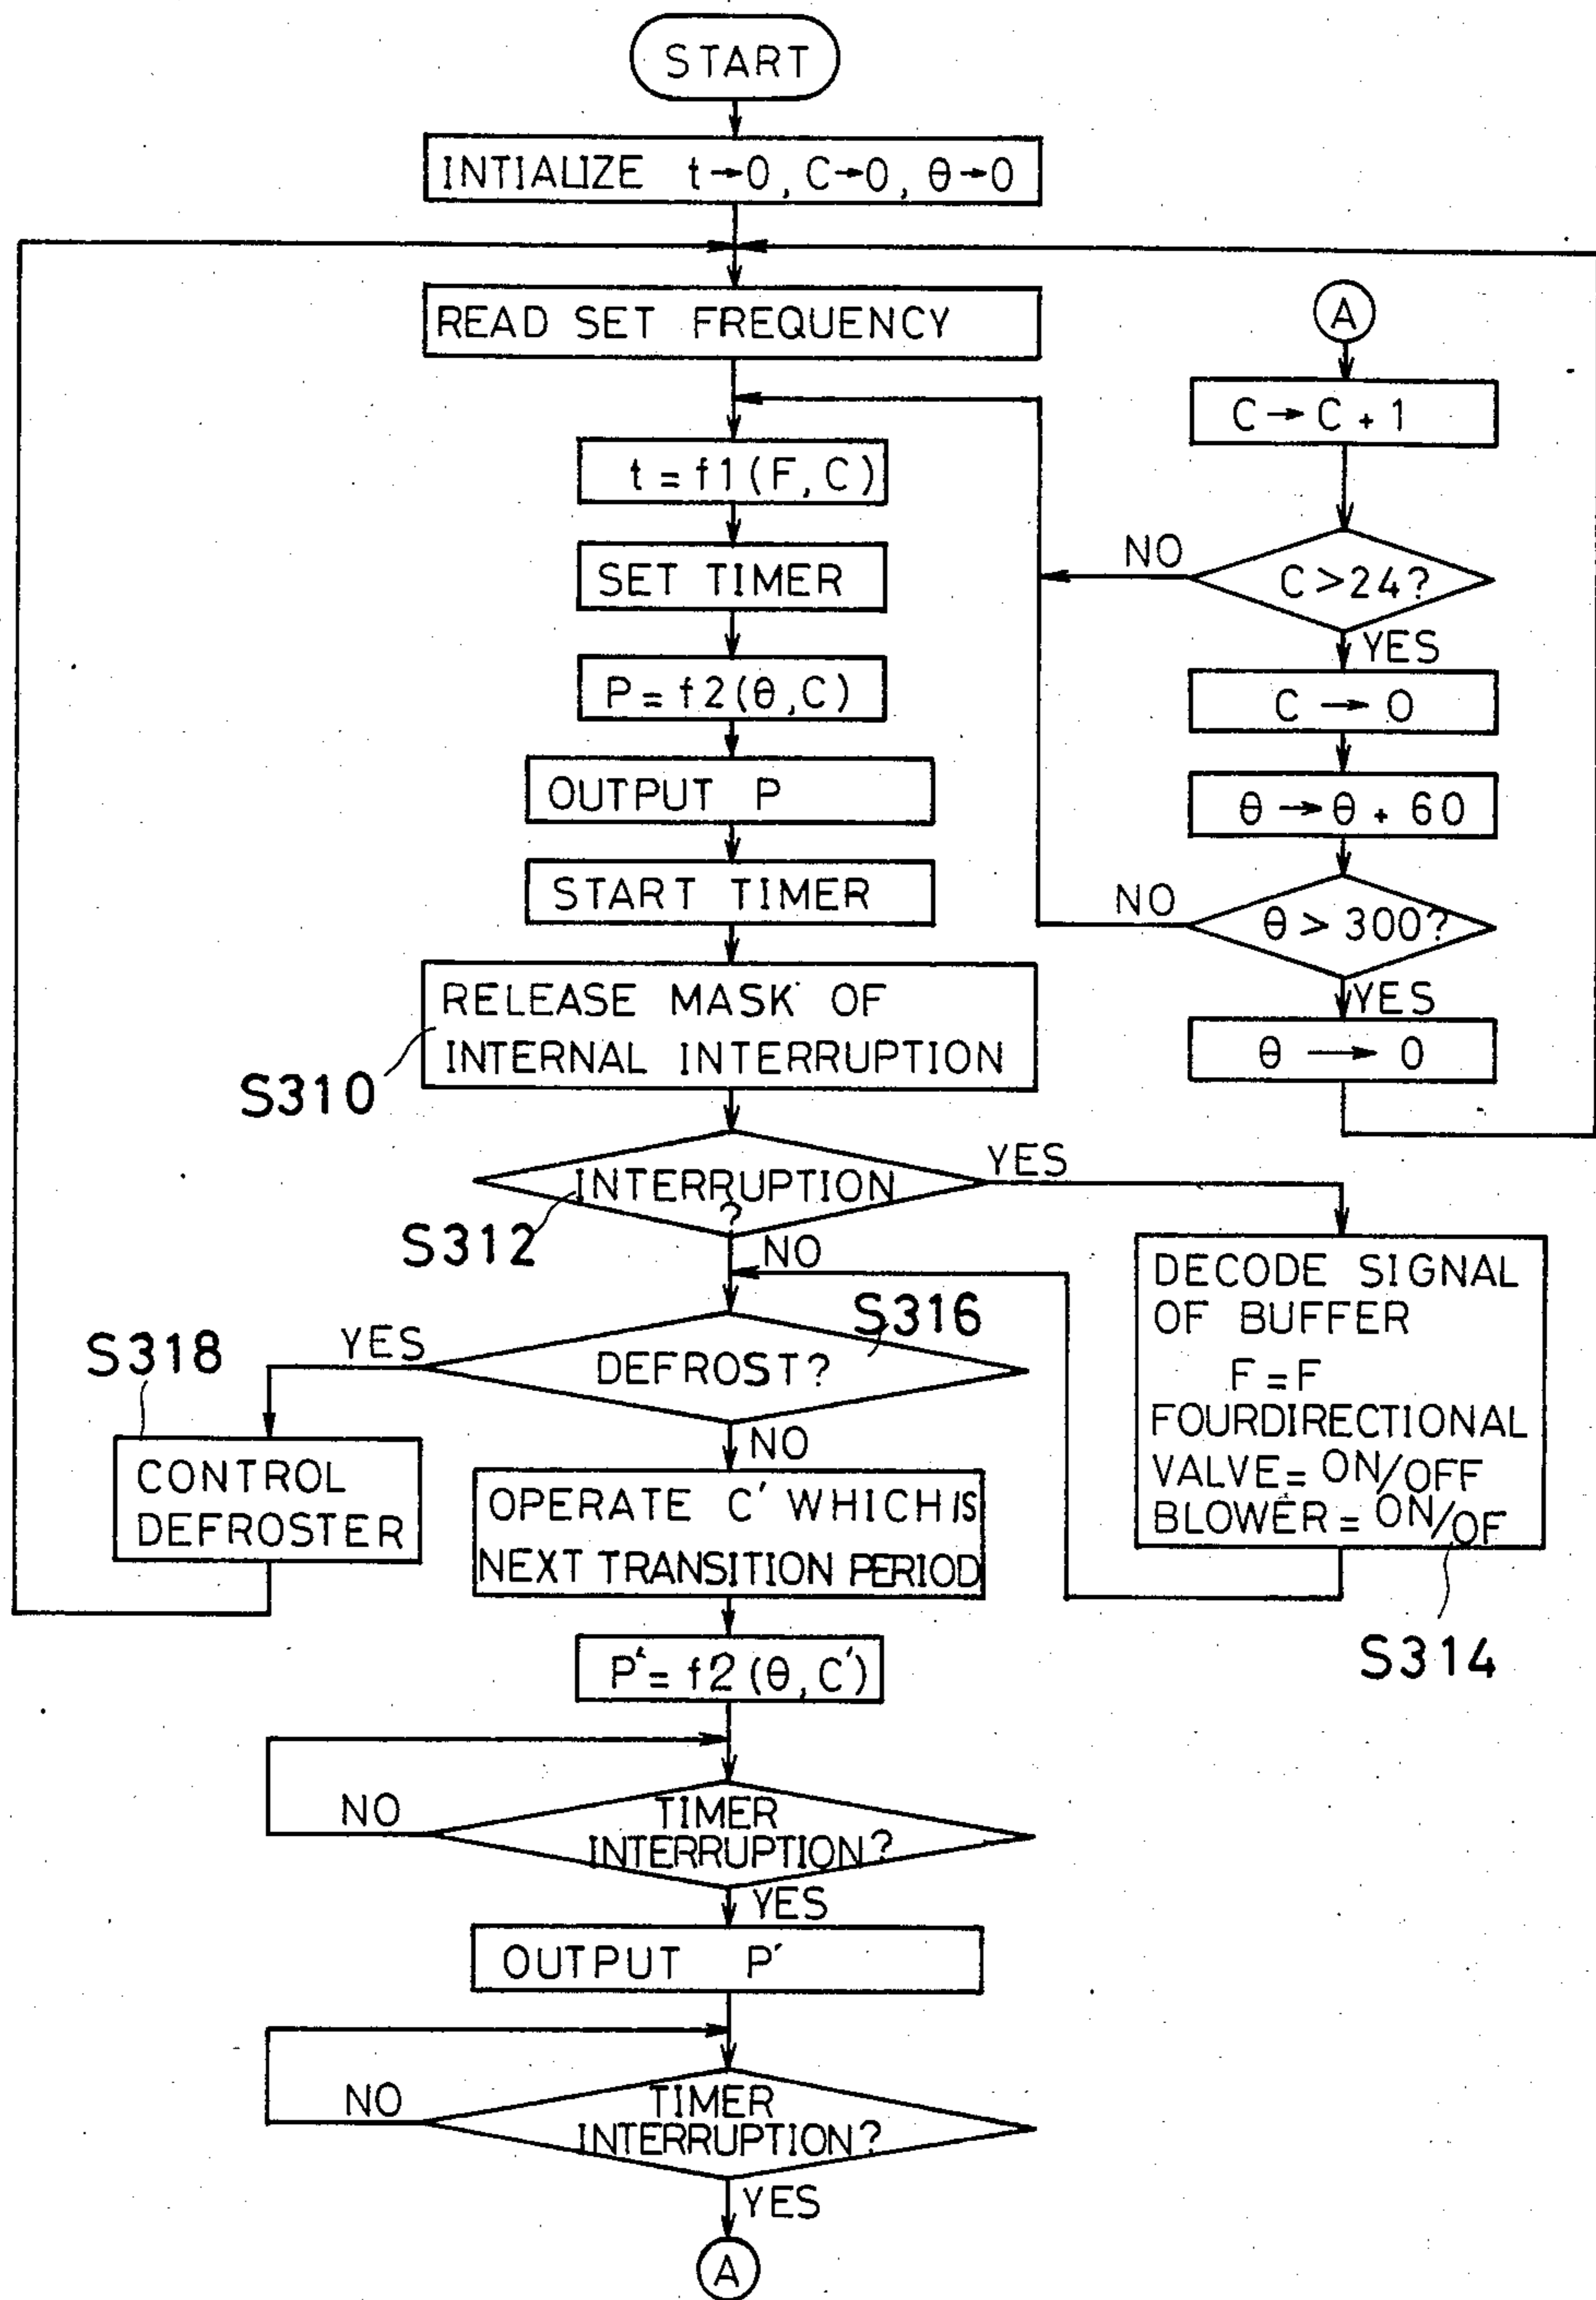 START
INTIALIZE t→0, C→0, θ→0
READ SET FREQUENCY
t = f1 (F, C)
SET TIMER
P = f2 (θ, C)
OUTPUT P
START TIMER
RELEASE MASK OF
INTERNAL INTERRUPTION
S310
INTERRUPTION
?
S312
YES
NO
DECODE SIGNAL
OF BUFFER
F = F
FOURDIRECTIONAL
VALVE = ON/OFF
BLOWER = ON/OF
S314
DEFROST?
S316
YES
S318
CONTROL
DEFROSTER
NO
OPERATE C' WHICH IS
NEXT TRANSITION PERIOD
P' = f2 (θ, C')
TIMER
INTERRUPTION?
NO
YES
OUTPUT P'
TIMER
INTERRUPTION?
NO
YES
A
A
C → C + 1
C > 24?
NO
YES
C → 0
θ → θ + 60
θ > 300?
NO
YES
θ → 0